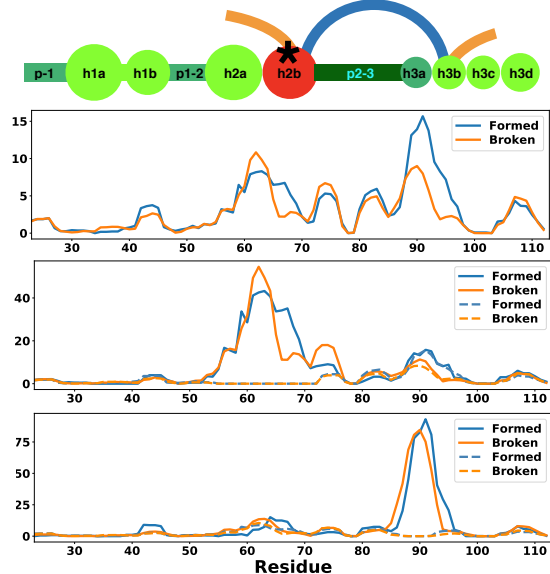 p-1 h1a h1b p1-2 h2a h2b p2-3 h3a h3b h3c h3d
*
15
10
5
0
Formed
Broken
30 40 50 60 70 80 90 100 110
40
20
0
Formed
Broken
Formed
Broken
30 40 50 60 70 80 90 100 110
75
50
25
0
Formed
Broken
Formed
Broken
30 40 50 60 70 80 90 100 110
Residue